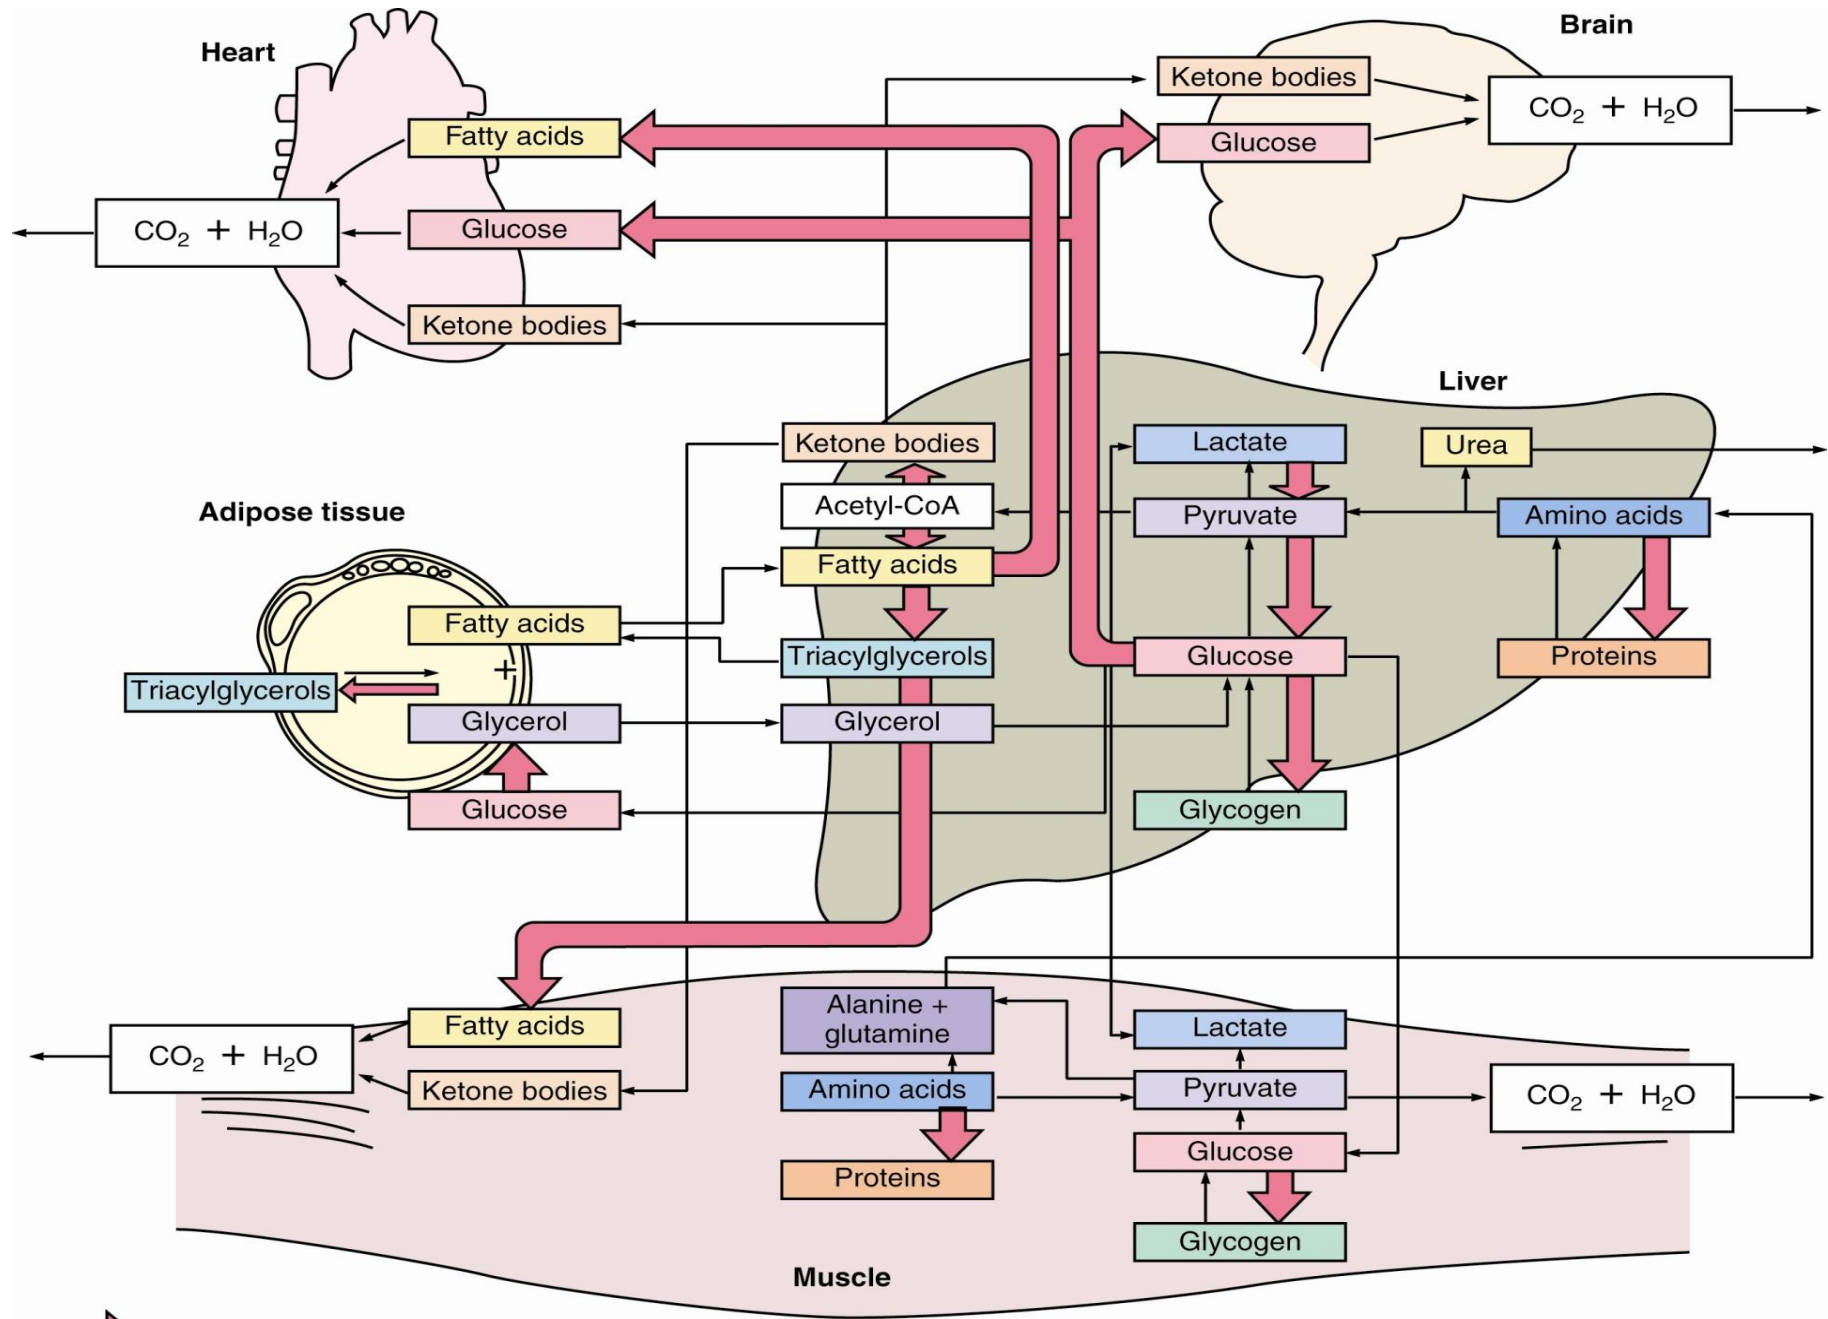 Heart
Fatty acids
Glucose
Ketone bodies
CO₂ + H₂O
Brain
Ketone bodies
Glucose
CO₂ + H₂O
Liver
Ketone bodies
Acetyl-CoA
Fatty acids
Triacylglycerols
Glycerol
Lactate
Pyruvate
Glucose
Glycogen
Urea
Amino acids
Proteins
Adipose tissue
Fatty acids
+
Triacylglycerols
Glycerol
Glucose
Fatty acids
CO₂ + H₂O
Ketone bodies
Alanine +
glutamine
Amino acids
Proteins
Lactate
Pyruvate
Glucose
Glycogen
CO₂ + H₂O
Muscle